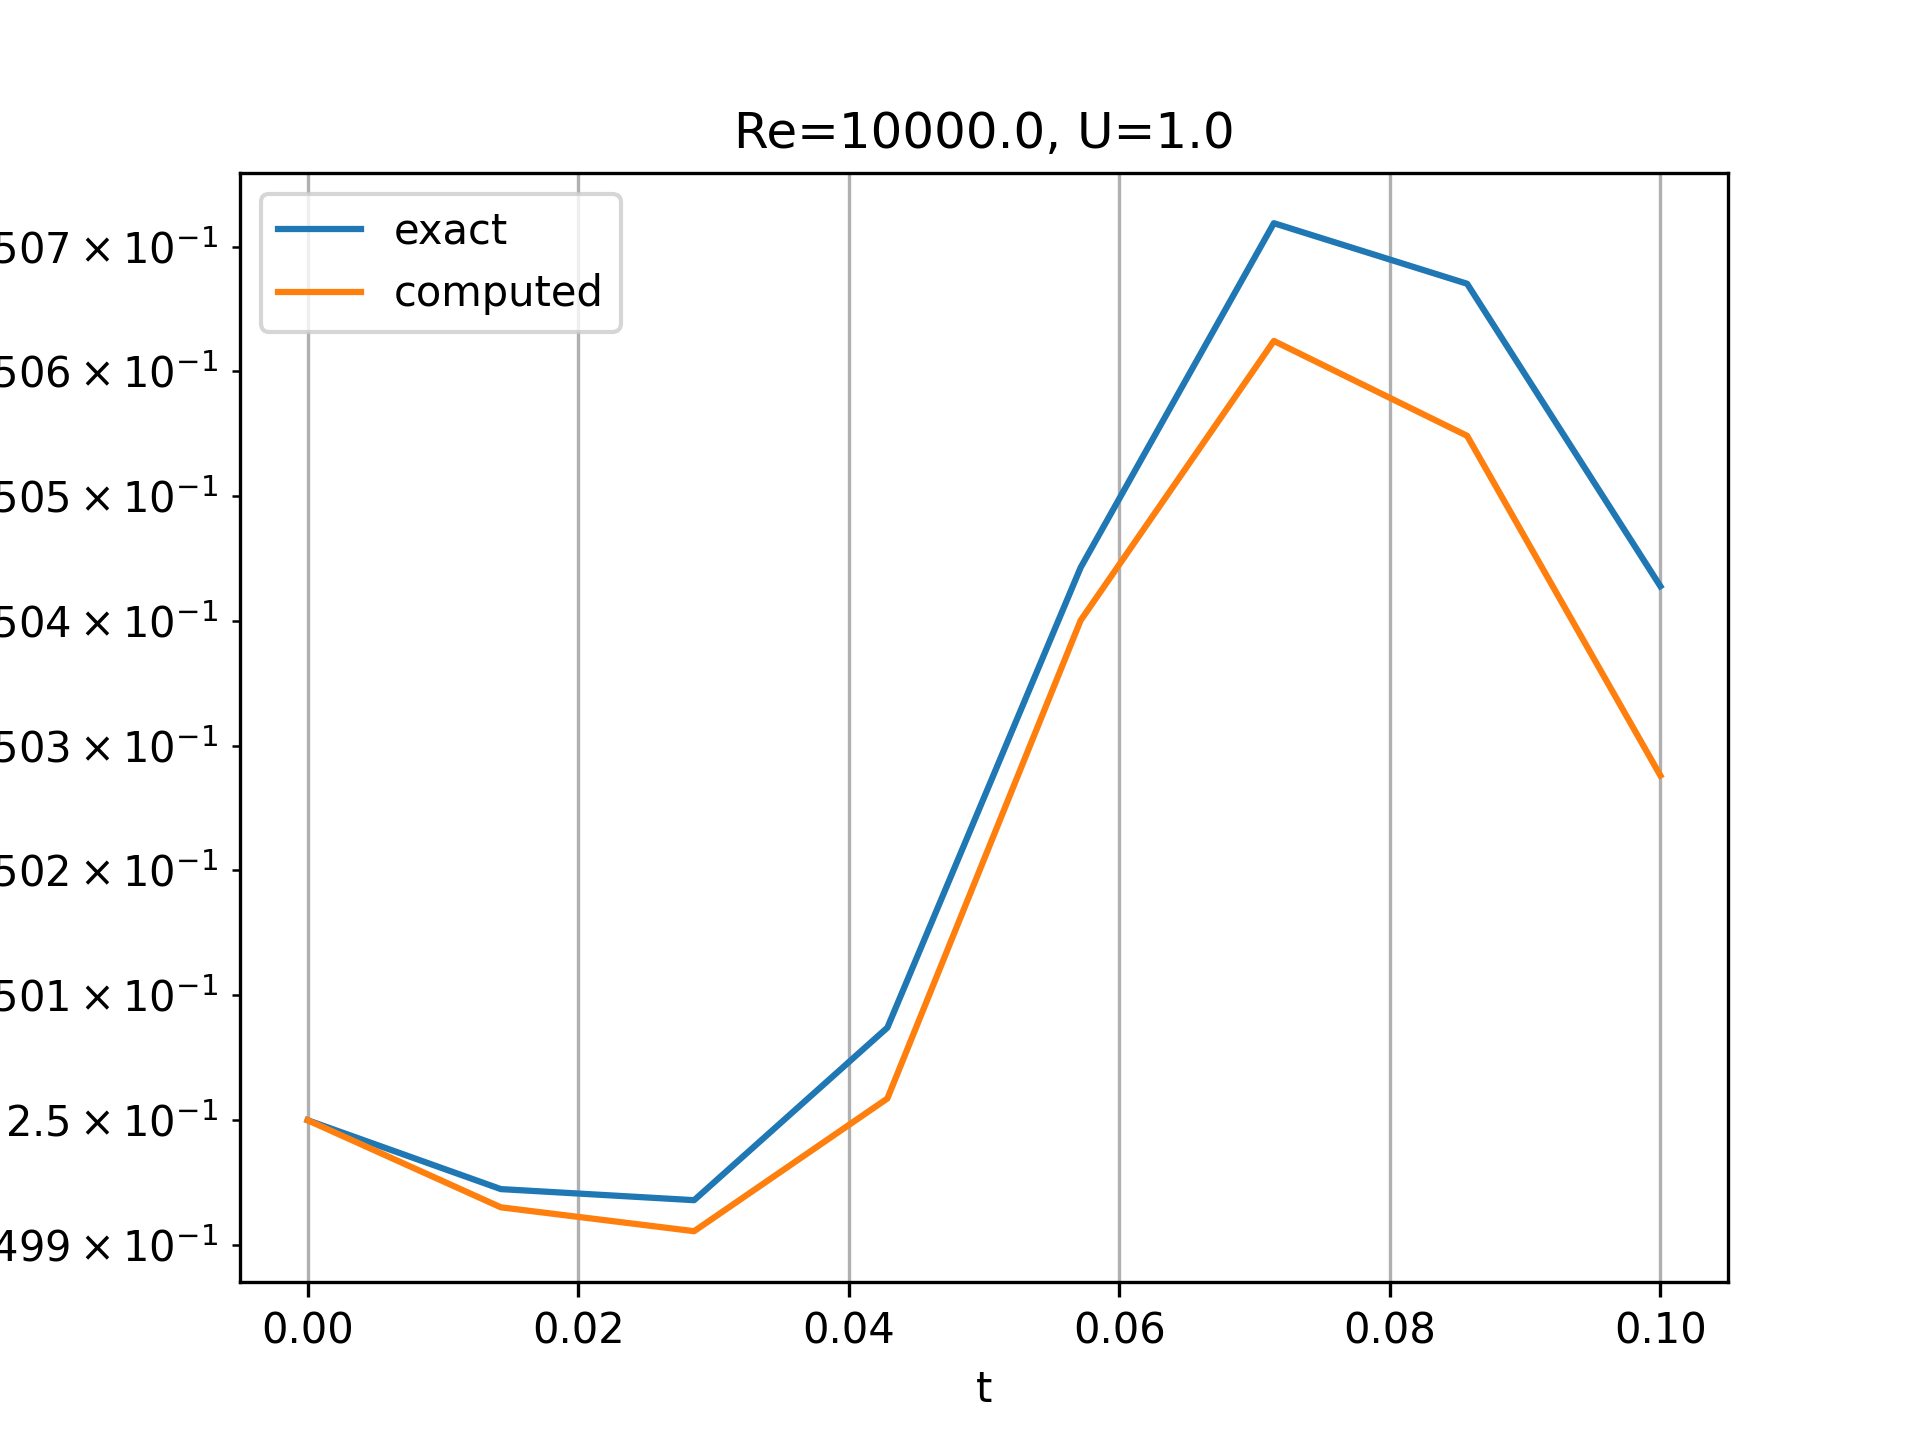 Re=10000.0, U=1.0
exact
computed
507 × 10⁻¹
506 × 10⁻¹
505 × 10⁻¹
504 × 10⁻¹
503 × 10⁻¹
502 × 10⁻¹
501 × 10⁻¹
2.5 × 10⁻¹
499 × 10⁻¹
0.00 0.02 0.04 0.06 0.08 0.10
t